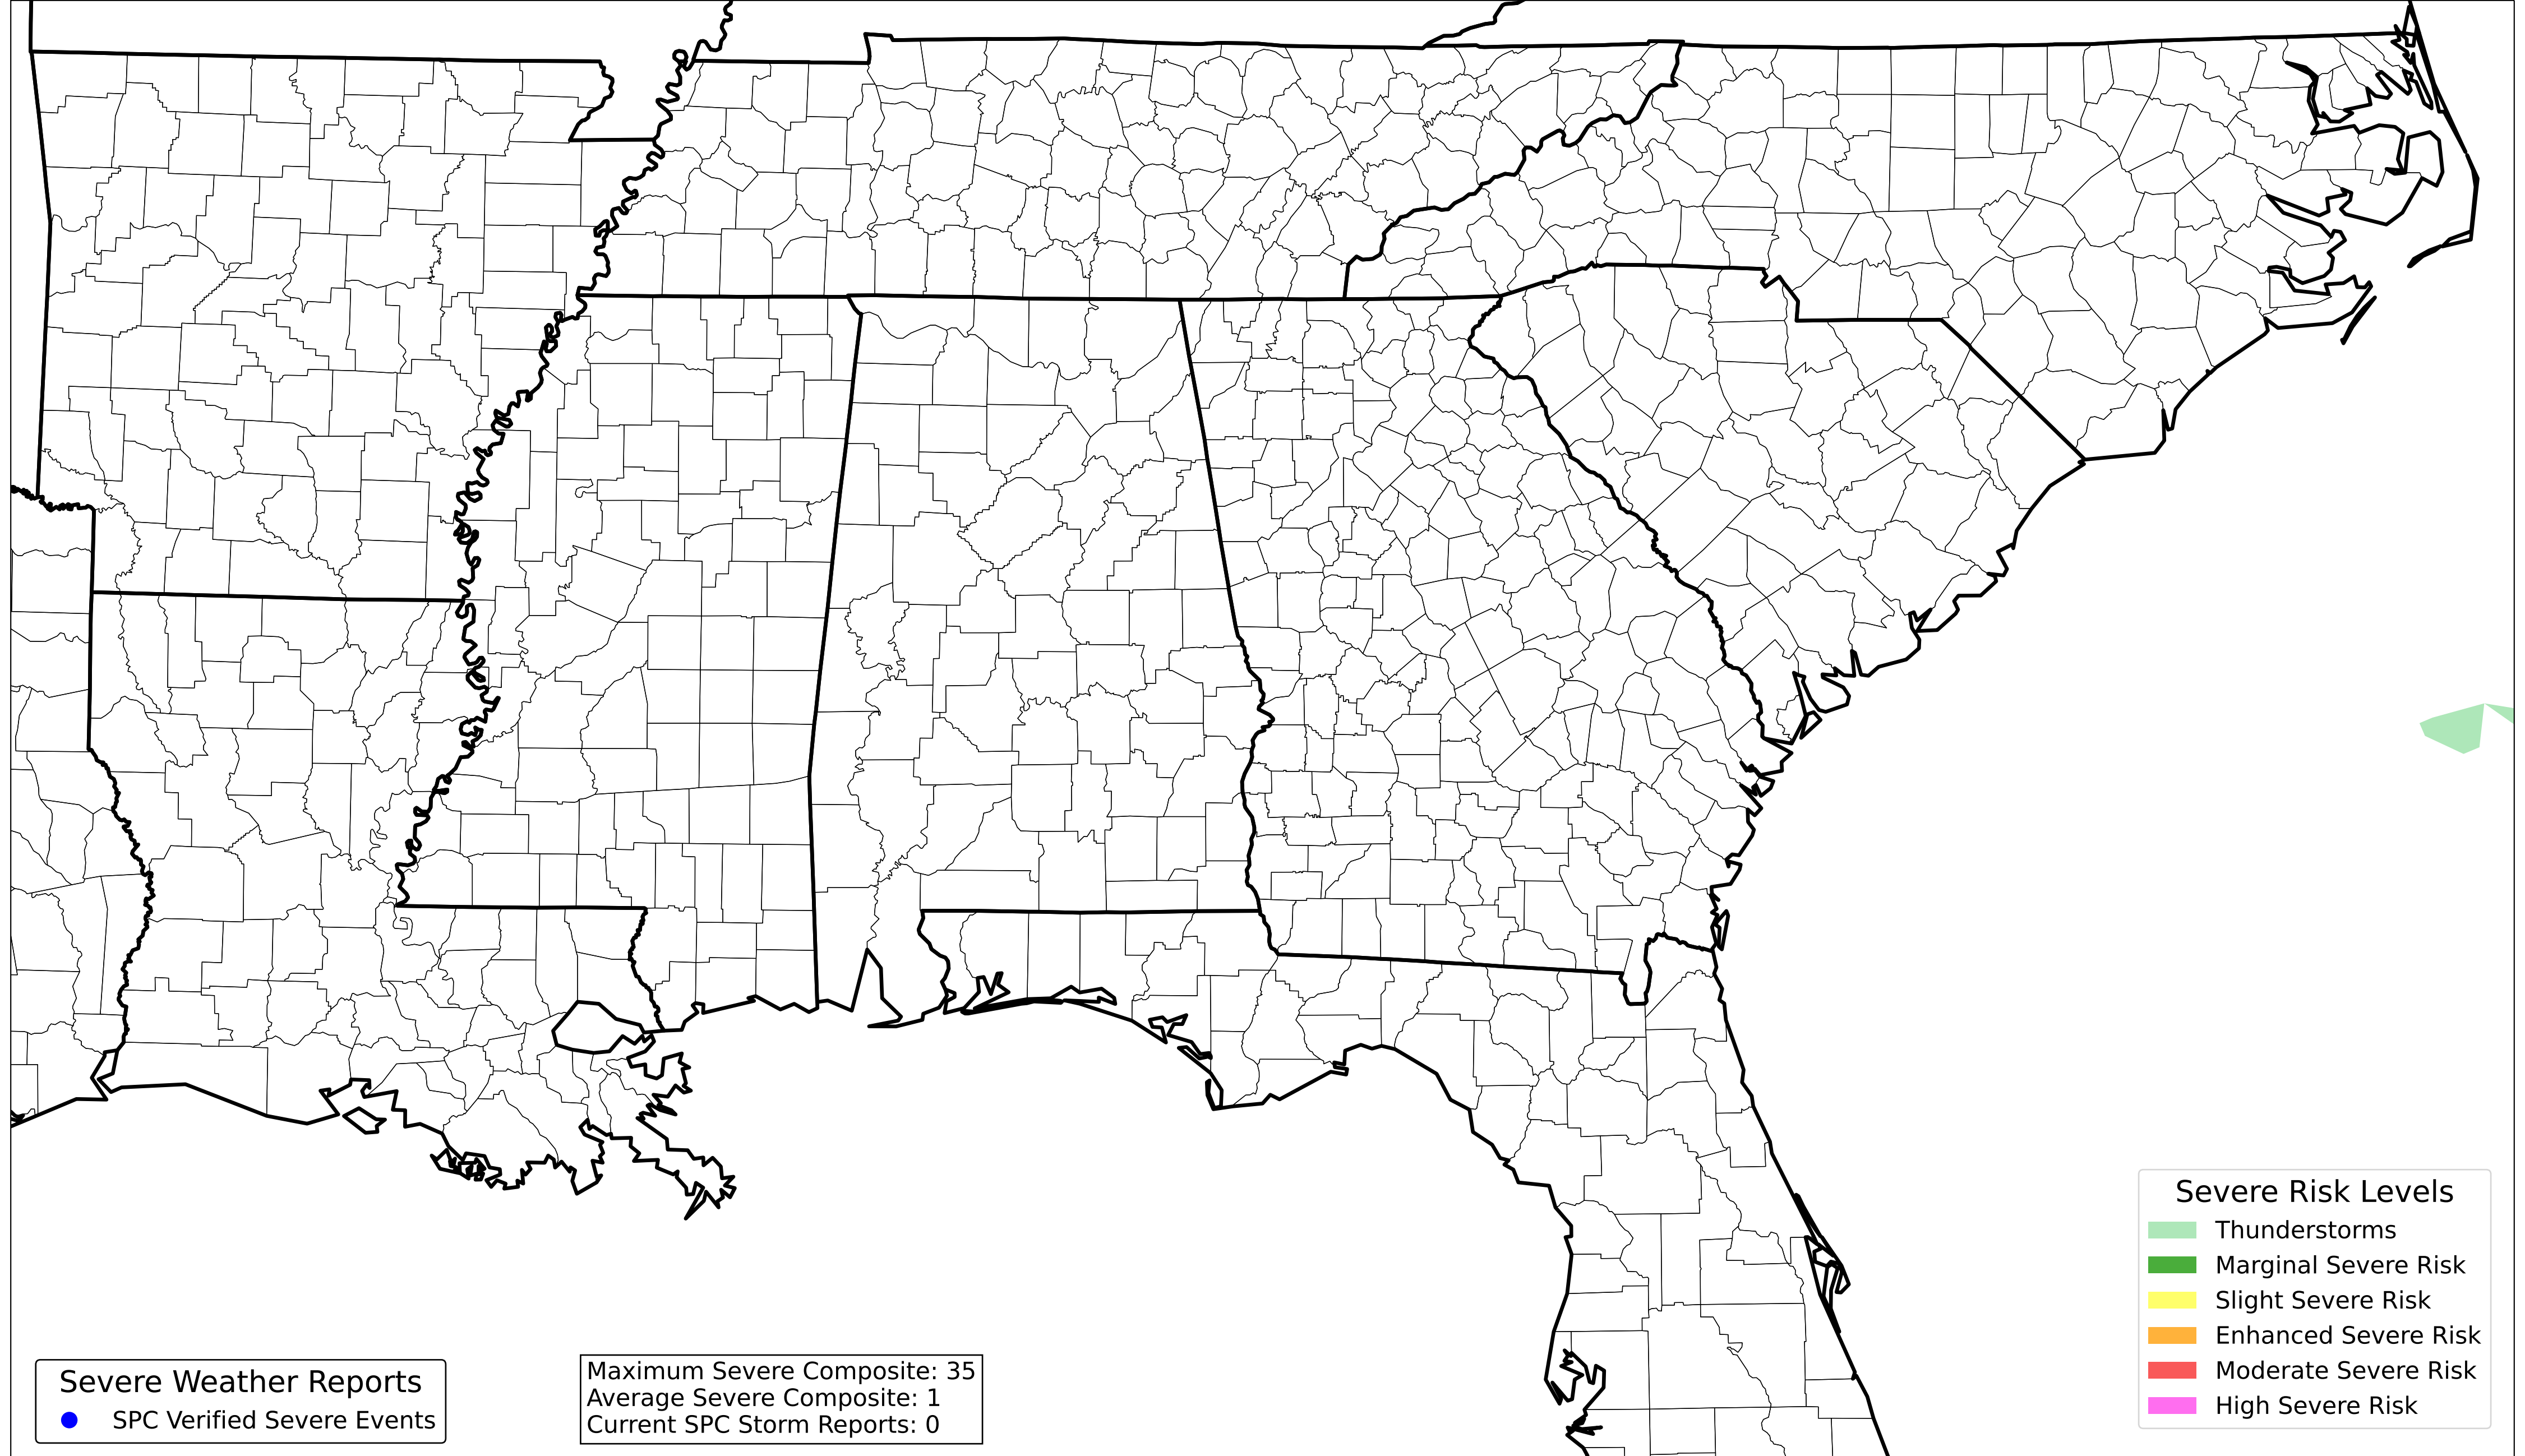 Severe Weather Reports
SPC Verified Severe Events
Maximum Severe Composite: 35
Average Severe Composite: 1
Current SPC Storm Reports: 0
Severe Risk Levels
Thunderstorms
Marginal Severe Risk
Slight Severe Risk
Enhanced Severe Risk
Moderate Severe Risk
High Severe Risk